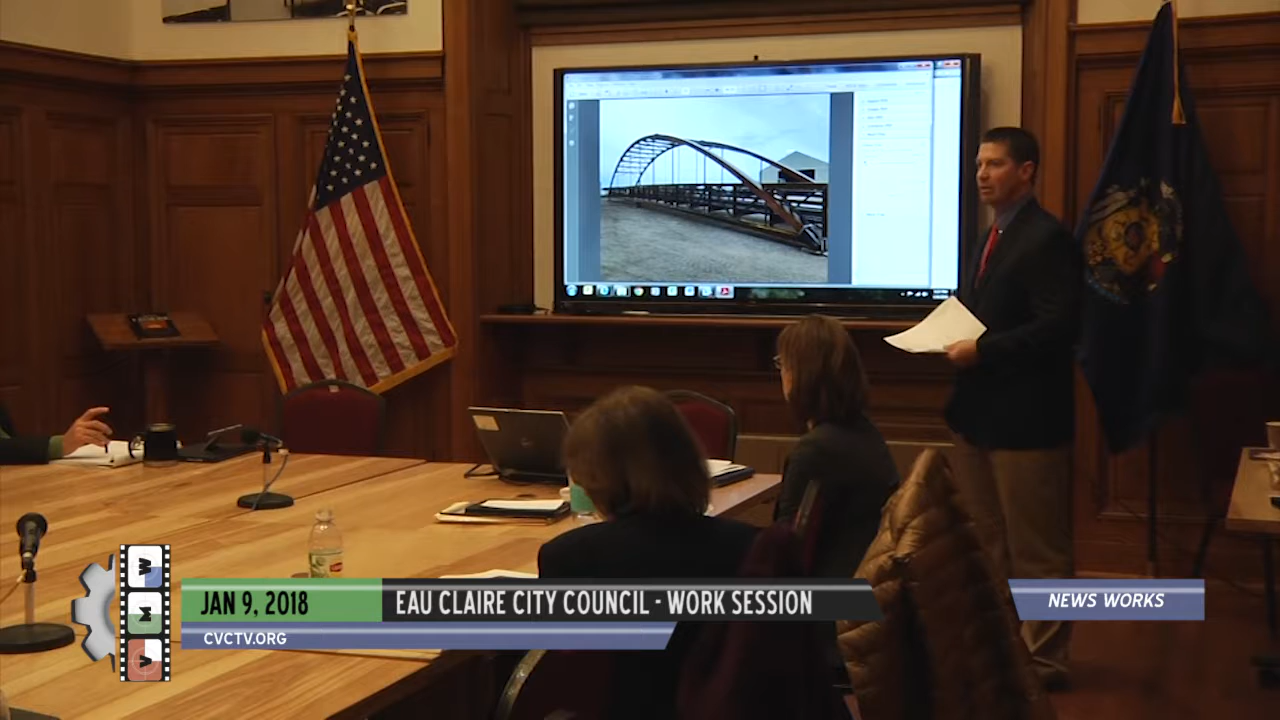 JAN 9, 2018
EAU CLAIRE CITY COUNCIL - WORK SESSION
NEWS WORKS
CVCTV.ORG
W
M
V